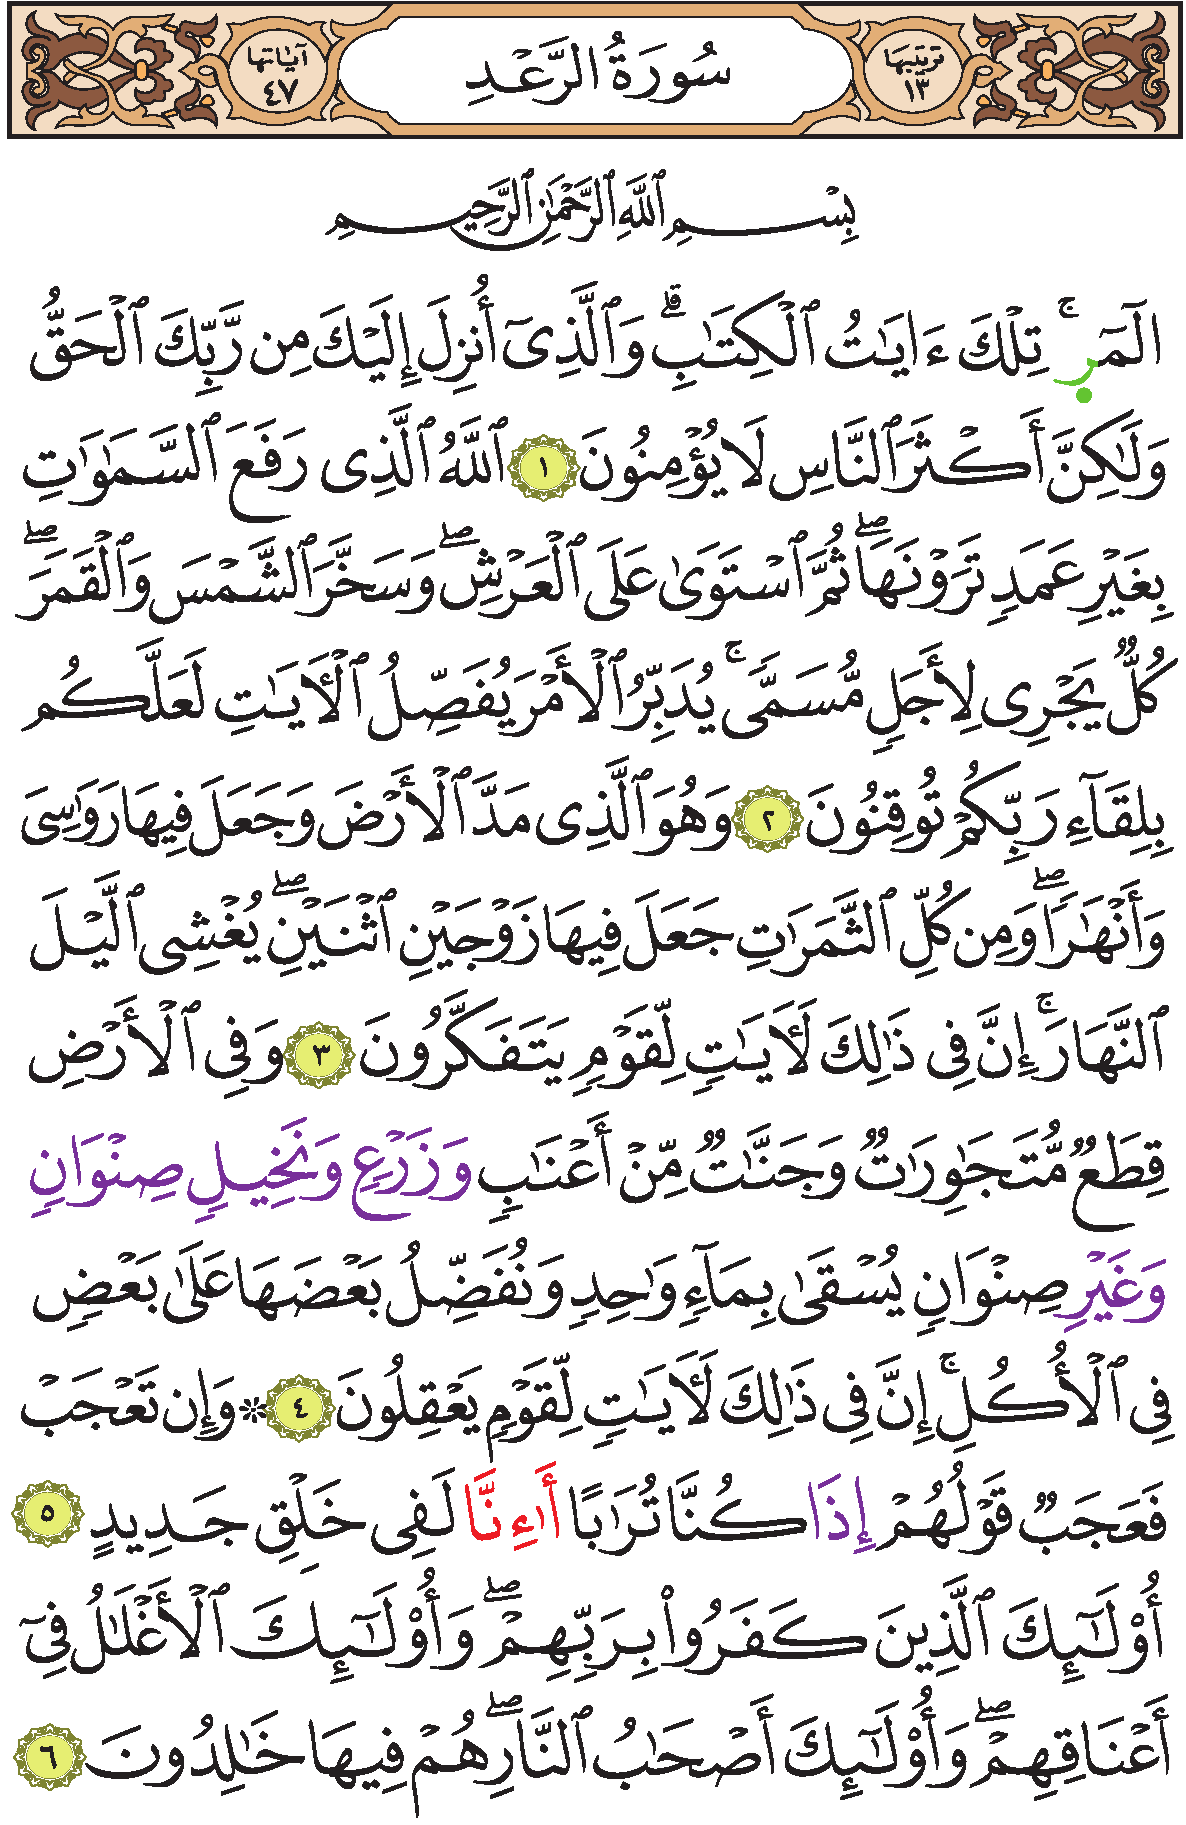 ترتيبها ١٣ سُورَةُ الرَّعْدِ آياتها ٤٧
بِسْمِ ٱللَّهِ ٱلرَّحْمَٰنِ ٱلرَّحِيمِ
الٓمٓرۚ تِلْكَ ءَايَٰتُ ٱلْكِتَٰبِۗ وَٱلَّذِىٓ أُنزِلَ إِلَيْكَ مِن رَّبِّكَ ٱلْحَقُّ
وَلَٰكِنَّ أَكْثَرَ ٱلنَّاسِ لَا يُؤْمِنُونَ ١ ٱللَّهُ ٱلَّذِى رَفَعَ ٱلسَّمَٰوَٰتِ
بِغَيْرِ عَمَدٍ تَرَوْنَهَاۖ ثُمَّ ٱسْتَوَىٰ عَلَى ٱلْعَرْشِۖ وَسَخَّرَ ٱلشَّمْسَ وَٱلْقَمَرَۖ
كُلٌّ يَجْرِى لِأَجَلٍ مُّسَمًّىۚ يُدَبِّرُ ٱلْأَمْرَ يُفَصِّلُ ٱلْأٓيَٰتِ لَعَلَّكُم
بِلِقَآءِ رَبِّكُمْ تُوقِنُونَ ٢ وَهُوَ ٱلَّذِى مَدَّ ٱلْأَرْضَ وَجَعَلَ فِيهَا رَوَٰسِىَ
وَأَنْهَٰرًاۖ وَمِن كُلِّ ٱلثَّمَرَٰتِ جَعَلَ فِيهَا زَوْجَيْنِ ٱثْنَيْنِۖ يُغْشِى ٱلَّيْلَ
ٱلنَّهَارَۚ إِنَّ فِى ذَٰلِكَ لَأٓيَٰتٍ لِّقَوْمٍ يَتَفَكَّرُونَ ٣ وَفِى ٱلْأَرْضِ
قِطَعٌ مُّتَجَٰوِرَٰتٌ وَجَنَّٰتٌ مِّنْ أَعْنَٰبٍ وَزَرْعٍ وَنَخِيلٍ صِنْوَانٍ
وَغَيْرِ صِنْوَانٍ يُسْقَىٰ بِمَآءٍ وَٰحِدٍ وَنُفَضِّلُ بَعْضَهَا عَلَىٰ بَعْضٍ
فِى ٱلْأُكُلِۚ إِنَّ فِى ذَٰلِكَ لَأٓيَٰتٍ لِّقَوْمٍ يَعْقِلُونَ ٤ ۞ وَإِن تَعْجَبْ
فَعَجَبٌ قَوْلُهُمْ إِذَا كُنَّا تُرَٰبًا أَاءِنَّا لَفِى خَلْقٍ جَدِيدٍ ٥
أُوْلَٰٓئِكَ ٱلَّذِينَ كَفَرُواْ بِرَبِّهِمْۖ وَأُوْلَٰٓئِكَ ٱلْأَغْلَٰلُ فِىٓ
أَعْنَاقِهِمْۖ وَأُوْلَٰٓئِكَ أَصْحَٰبُ ٱلنَّارِۖ هُمْ فِيهَا خَٰلِدُونَ ٦